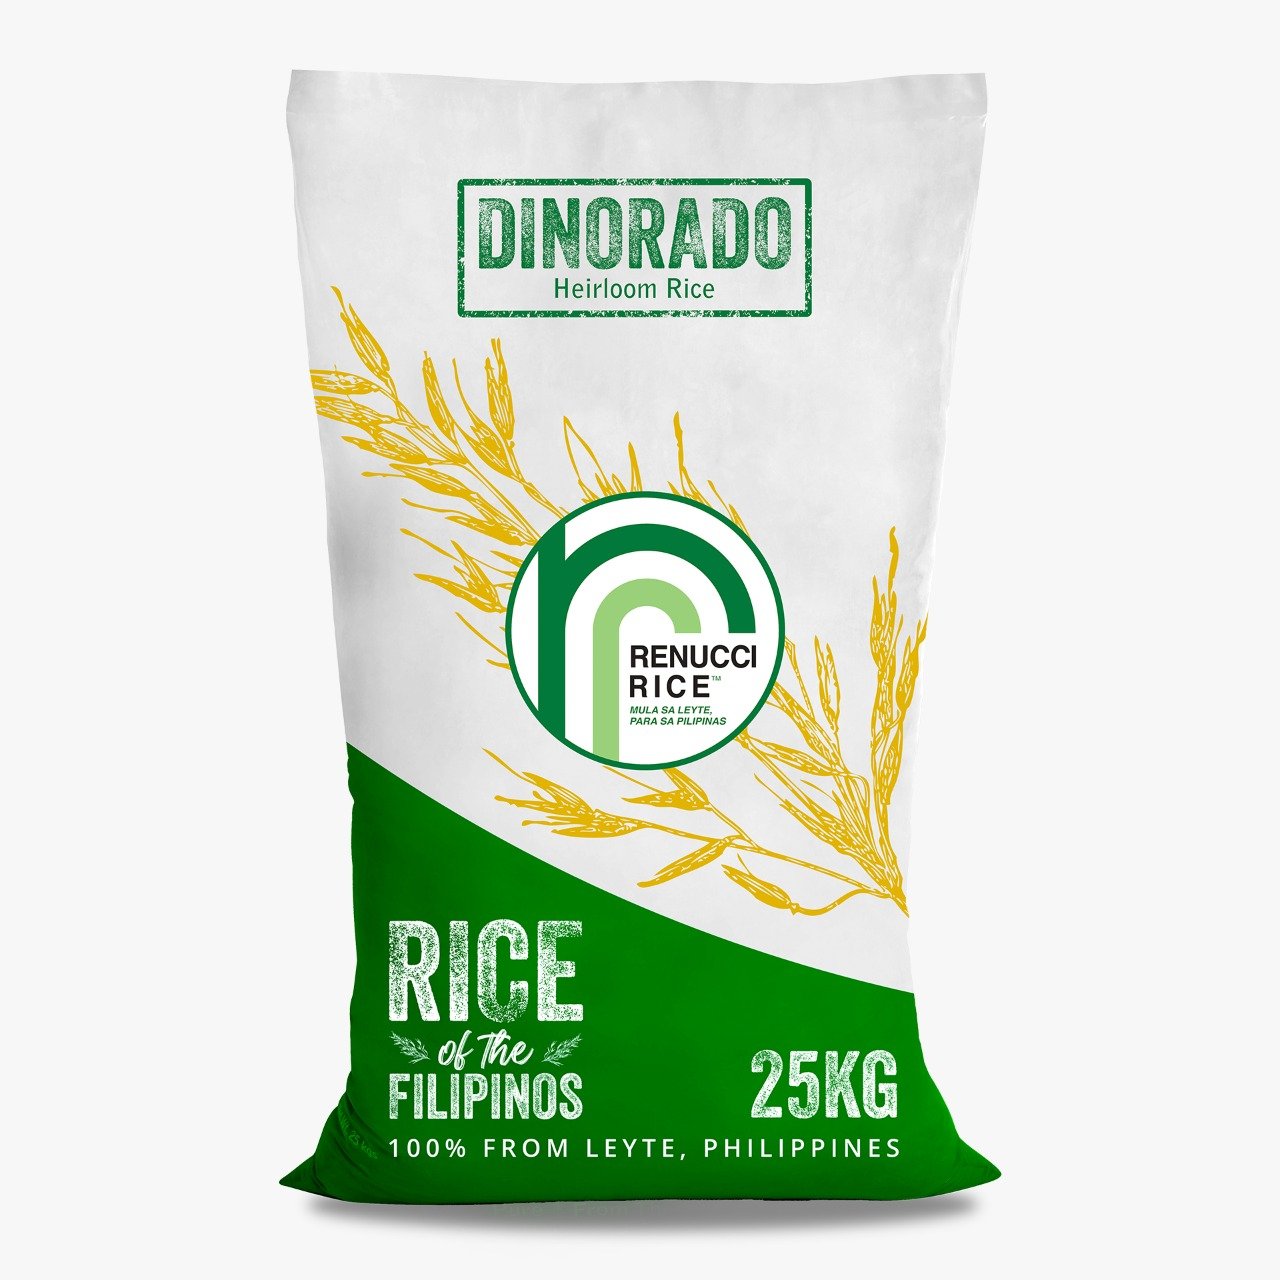 DINORADO
Heirloom Rice
RENUCCI
RICE™
MULA SA LEYTE,
PARA SA PILIPINAS
RICE
of the
FILIPINOS
25KG
100% FROM LEYTE, PHILIPPINES